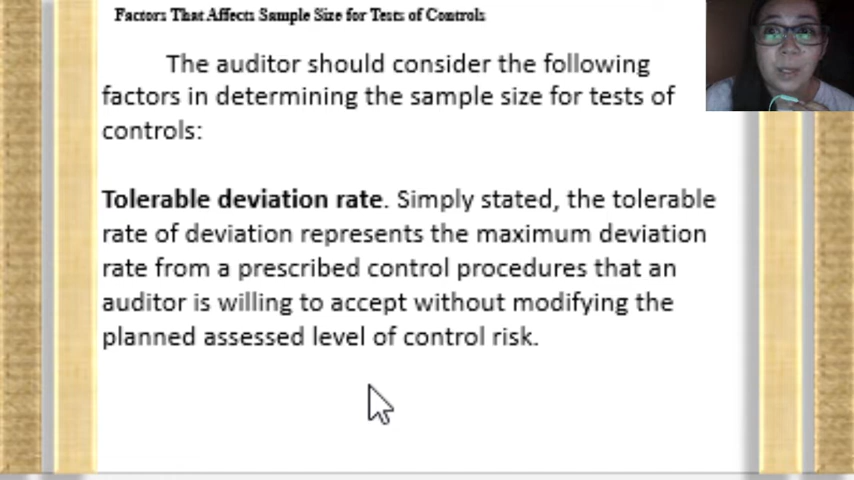 Factors That Affects Sample Size for Tests of Controls
The auditor should consider the following
factors in determining the sample size for tests of
controls:
Tolerable deviation rate. Simply stated, the tolerable
rate of deviation represents the maximum deviation
rate from a prescribed control procedures that an
auditor is willing to accept without modifying the
planned assessed level of control risk.